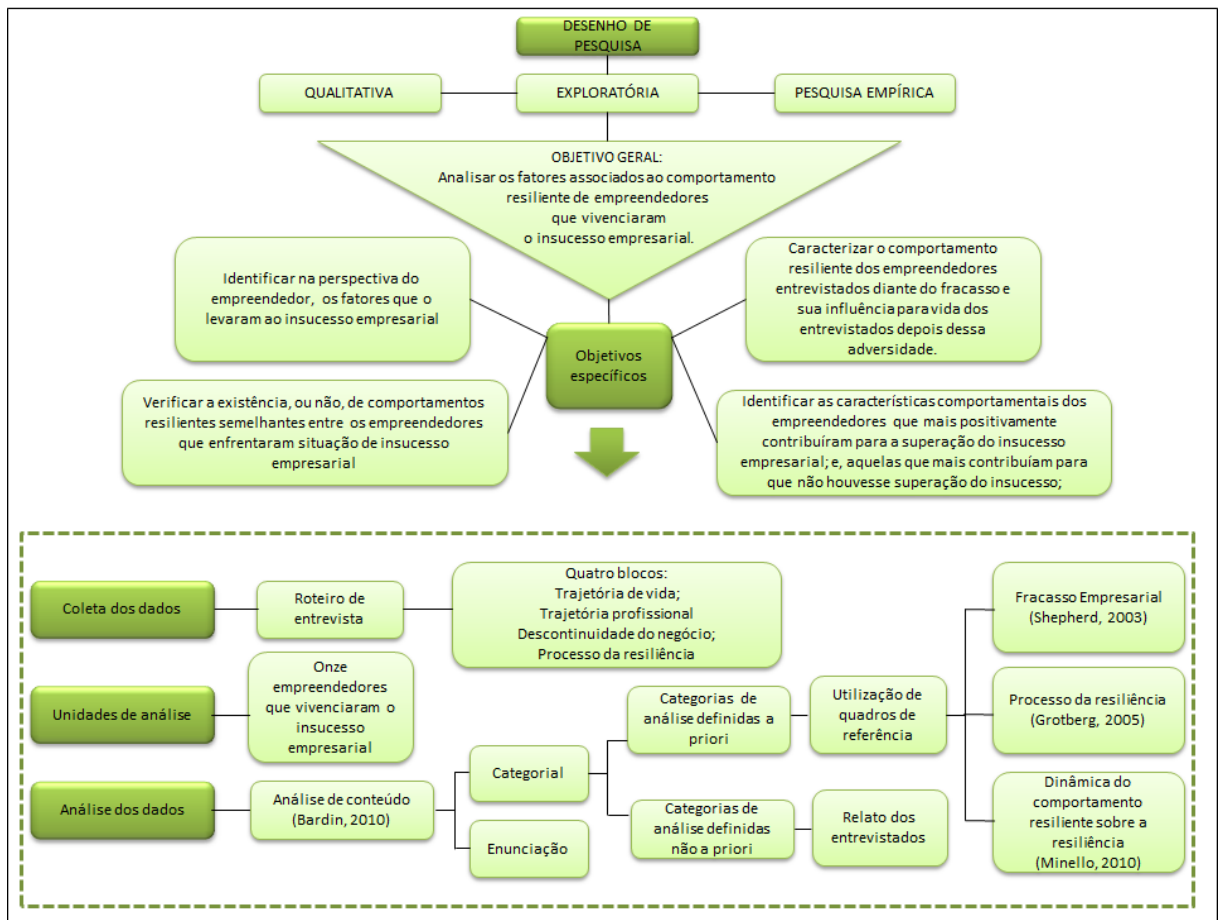 DESENHO DE
PESQUISA
QUALITATIVA
EXPLORATÓRIA
PESQUISA EMPÍRICA
OBJETIVO GERAL:
Analisar os fatores associados ao comportamento
resiliente de empreendedores
que vivenciaram
o insucesso empresarial.
Identificar na perspectiva do
empreendedor, os fatores que o
levaram ao insucesso empresarial
Caracterizar o comportamento
resiliente dos empreendedores
entrevistados diante do fracasso e
sua influência para vida dos
entrevistados depois dessa
adversidade.
Objetivos
específicos
Verificar a existência, ou não, de comportamentos
resilientes semelhantes entre os empreendedores
que enfrentaram situação de insucesso
empresarial
Identificar as características comportamentais dos
empreendedores que mais positivamente
contribuíram para a superação do insucesso
empresarial; e, aquelas que mais contribuíam para
que não houvesse superação do insucesso;
Coleta dos dados
Roteiro de
entrevista
Quatro blocos:
Trajetória de vida;
Trajetória profissional
Descontinuidade do negócio;
Processo da resiliência
Unidades de análise
Onze
empreendedores
que vivenciaram o
insucesso
empresarial
Análise dos dados
Análise de conteúdo
(Bardin, 2010)
Categorial
Enunciação
Categorias de
análise definidas a
priori
Categorias de
análise definidas
não a priori
Utilização de
quadros de
referência
Relato dos
entrevistados
Fracasso Empresarial
(Shepherd, 2003)
Processo da resiliência
(Grotberg, 2005)
Dinâmica do
comportamento
resiliente sobre a
resiliência
(Minello, 2010)